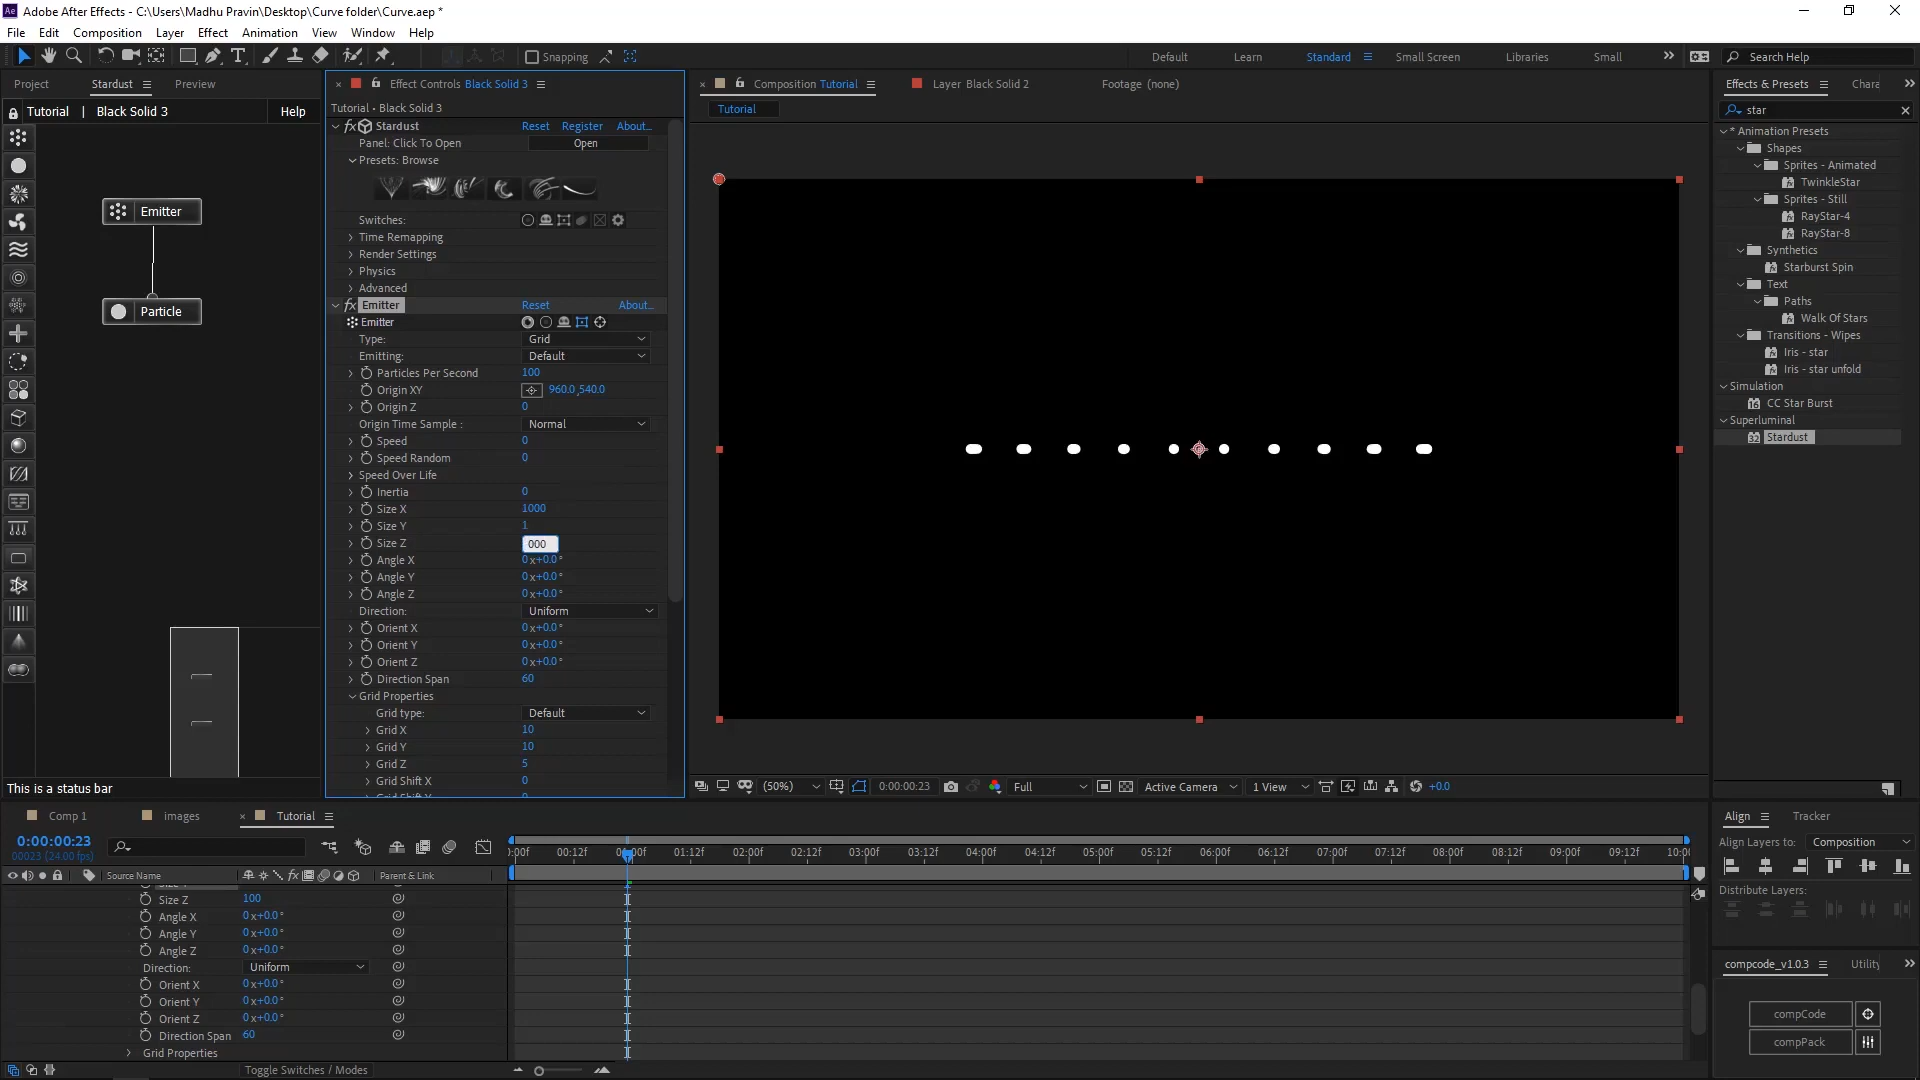 Adobe After Effects - C:\Users\Madhu Pravin\Desktop\Curve folder\Curve.aep *
File Edit Composition Layer Effect Animation View Window Help
Snapping
Default Learn Standard Small Screen Libraries Small Search Help
Project Stardust Preview
Tutorial | Black Solid 3 Help
Emitter
Particle
This is a status bar
Effect Controls Black Solid 3
Tutorial • Black Solid 3
Stardust Reset Register About...
Panel: Click To Open Open
Presets: Browse
Switches:
Time Remapping
Render Settings
Physics
Advanced
Emitter Reset About...
Emitter
Type: Grid
Emitting: Default
Particles Per Second 100
Origin XY 960.0,540.0
Origin Z 0
Origin Time Sample : Normal
Speed 0
Speed Random 0
Speed Over Life
Inertia 0
Size X 1000
Size Y 1
Size Z 000
Angle X 0x+0.0°
Angle Y 0x+0.0°
Angle Z 0x+0.0°
Direction: Uniform
Orient X 0x+0.0°
Orient Y 0x+0.0°
Orient Z 0x+0.0°
Direction Span 60
Grid Properties
Grid type: Default
Grid X 10
Grid Y 10
Grid Z 5
Grid Shift X 0
Composition Tutorial Layer Black Solid 2 Footage (none)
Tutorial
(50%) 0:00:00:23 Full Active Camera 1 View +0.0
Effects & Presets Chara
star
* Animation Presets
Shapes
Sprites - Animated
TwinkleStar
Sprites - Still
RayStar-4
RayStar-8
Synthetics
Starburst Spin
Text
Paths
Walk Of Stars
Transitions - Wipes
Iris - star
Iris - star unfold
Simulation
CC Star Burst
Superluminal
Stardust
Comp 1 images Tutorial
0:00:00:23
00023 (24.00 fps)
Source Name Parent & Link
):00f 00:12f 01:12f 02:00f 02:12f 03:00f 03:12f 04:00f 04:12f 05:00f 05:12f 06:00f 06:12f 07:00f 07:12f 08:00f 08:12f 09:00f 09:12f 10:0
Size Z 100
Angle X 0x+0.0°
Angle Y 0x+0.0°
Angle Z 0x+0.0°
Direction: Uniform
Orient X 0x+0.0°
Orient Y 0x+0.0°
Orient Z 0x+0.0°
Direction Span 60
Grid Properties
Toggle Switches / Modes
Align Tracker
Align Layers to: Composition
Distribute Layers:
compcode_v1.0.3 Utility
compCode
compPack